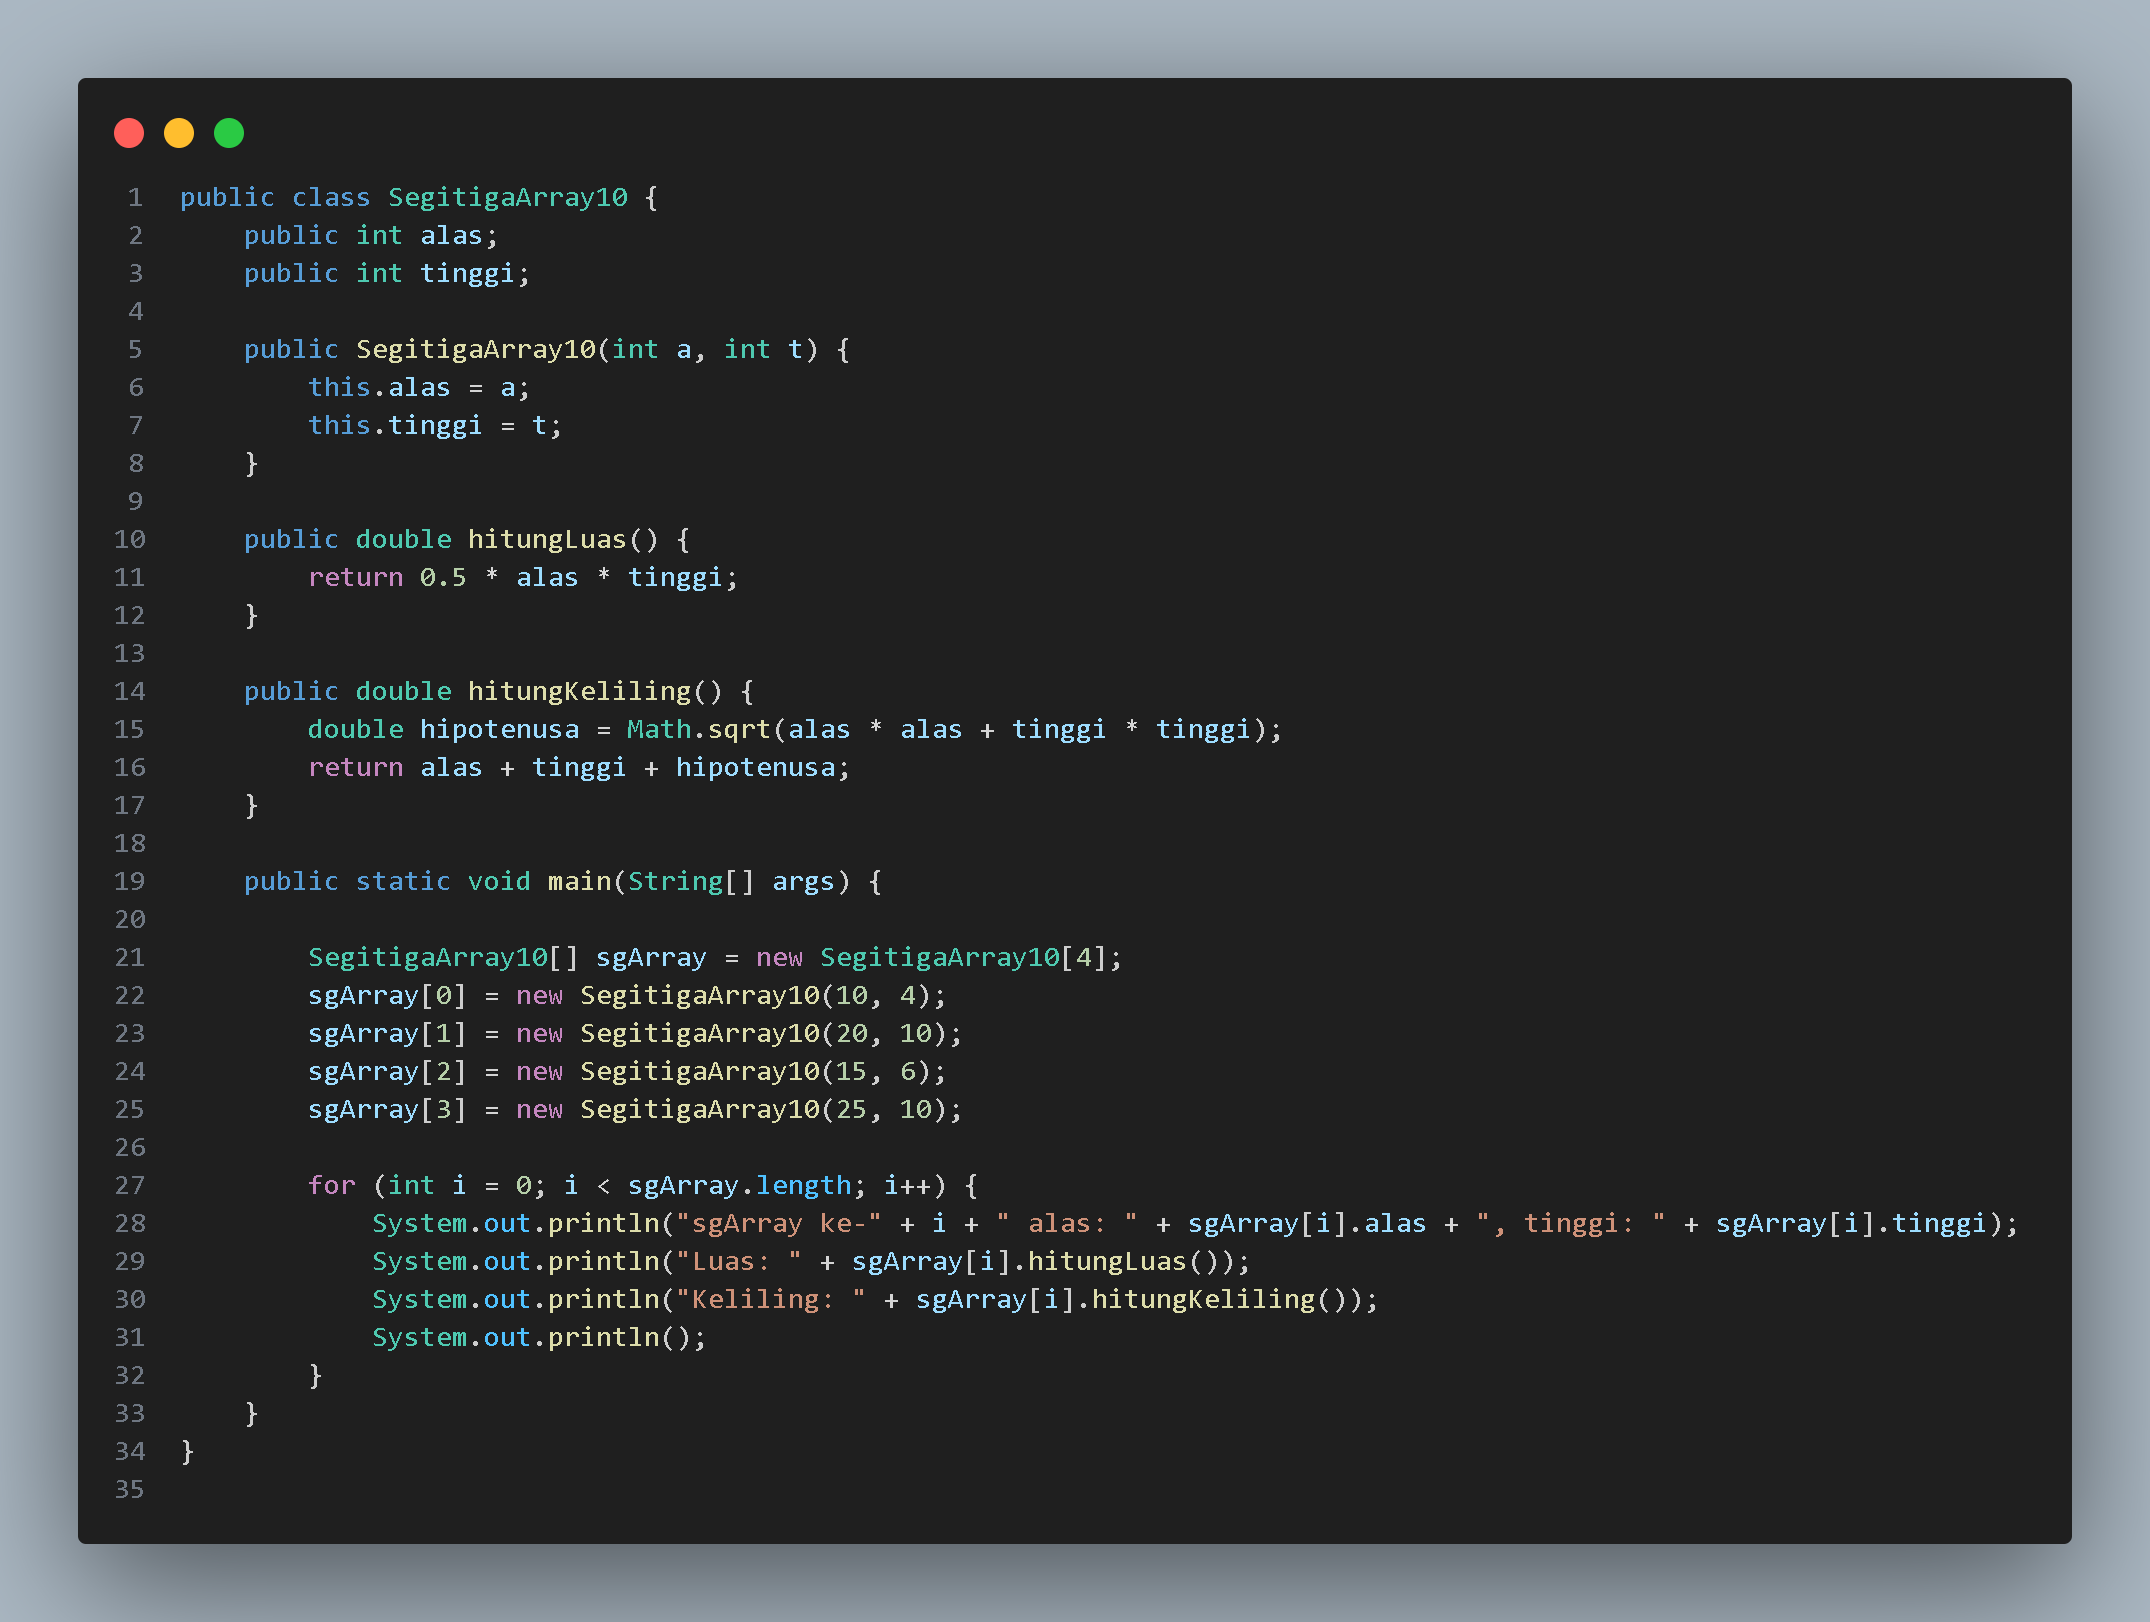 1 public class SegitigaArray10 {
2     public int alas;
3     public int tinggi;
4
5     public SegitigaArray10(int a, int t) {
6         this.alas = a;
7         this.tinggi = t;
8     }
9
10     public double hitungLuas() {
11         return 0.5 * alas * tinggi;
12     }
13
14     public double hitungKeliling() {
15         double hipotenusa = Math.sqrt(alas * alas + tinggi * tinggi);
16         return alas + tinggi + hipotenusa;
17     }
18
19     public static void main(String[] args) {
20
21         SegitigaArray10[] sgArray = new SegitigaArray10[4];
22         sgArray[0] = new SegitigaArray10(10, 4);
23         sgArray[1] = new SegitigaArray10(20, 10);
24         sgArray[2] = new SegitigaArray10(15, 6);
25         sgArray[3] = new SegitigaArray10(25, 10);
26
27         for (int i = 0; i < sgArray.length; i++) {
28             System.out.println("sgArray ke-" + i + " alas: " + sgArray[i].alas + ", tinggi: " + sgArray[i].tinggi);
29             System.out.println("Luas: " + sgArray[i].hitungLuas());
30             System.out.println("Keliling: " + sgArray[i].hitungKeliling());
31             System.out.println();
32         }
33     }
34 }
35